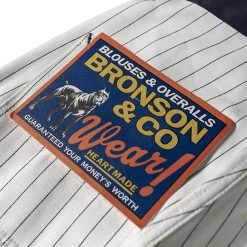 BLOUSES & OVERALLS
BRONSON
& CO
Wear!
HEART MADE
GUARANTEED YOUR MONEY'S WORTH